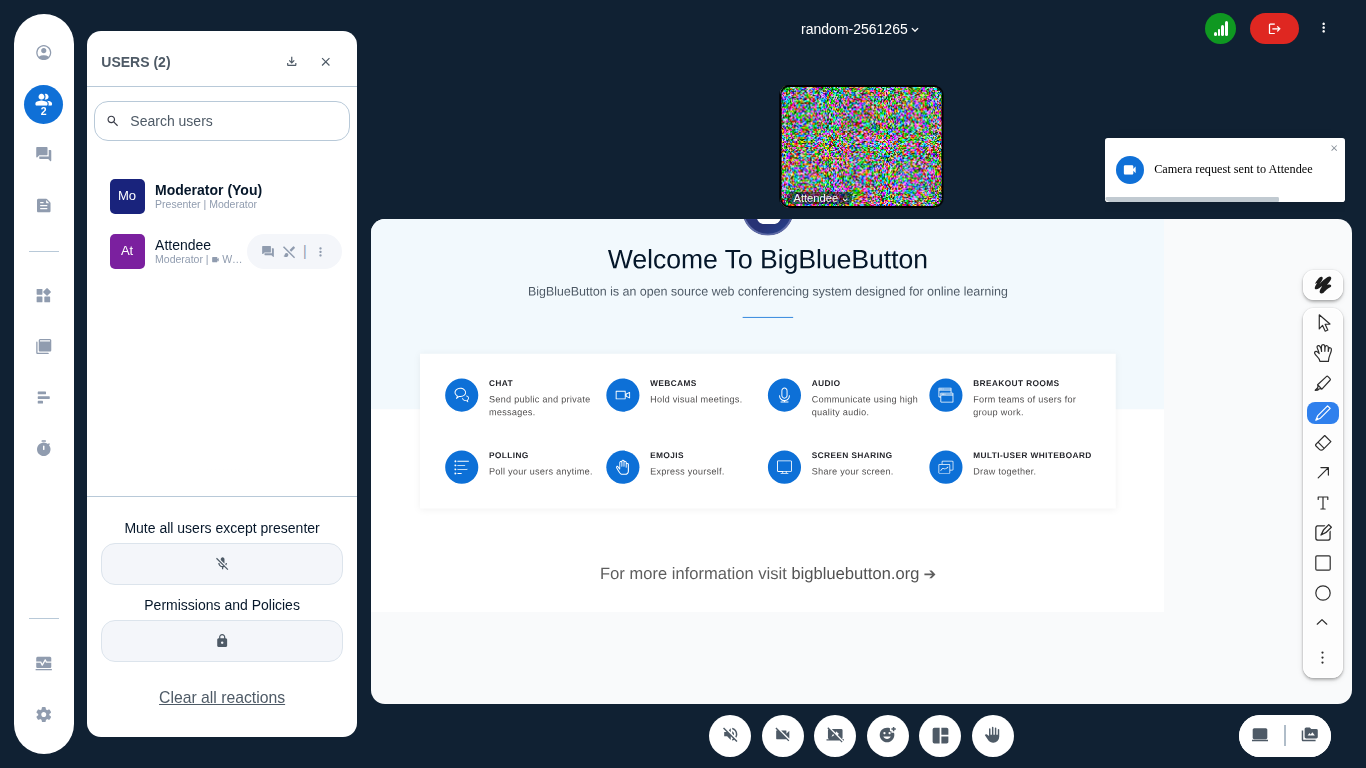 random-2561265
USERS (2)
2
Search users
Mo
Moderator (You)
Presenter | Moderator
At
Attendee
Moderator | W…
Mute all users except presenter
Permissions and Policies
Clear all reactions
Attendee
Camera request sent to Attendee
Welcome To BigBlueButton
BigBlueButton is an open source web conferencing system designed for online learning
CHAT
Send public and private
messages.
WEBCAMS
Hold visual meetings.
AUDIO
Communicate using high
quality audio.
BREAKOUT ROOMS
Form teams of users for
group work.
POLLING
Poll your users anytime.
EMOJIS
Express yourself.
SCREEN SHARING
Share your screen.
MULTI-USER WHITEBOARD
Draw together.
For more information visit bigbluebutton.org →